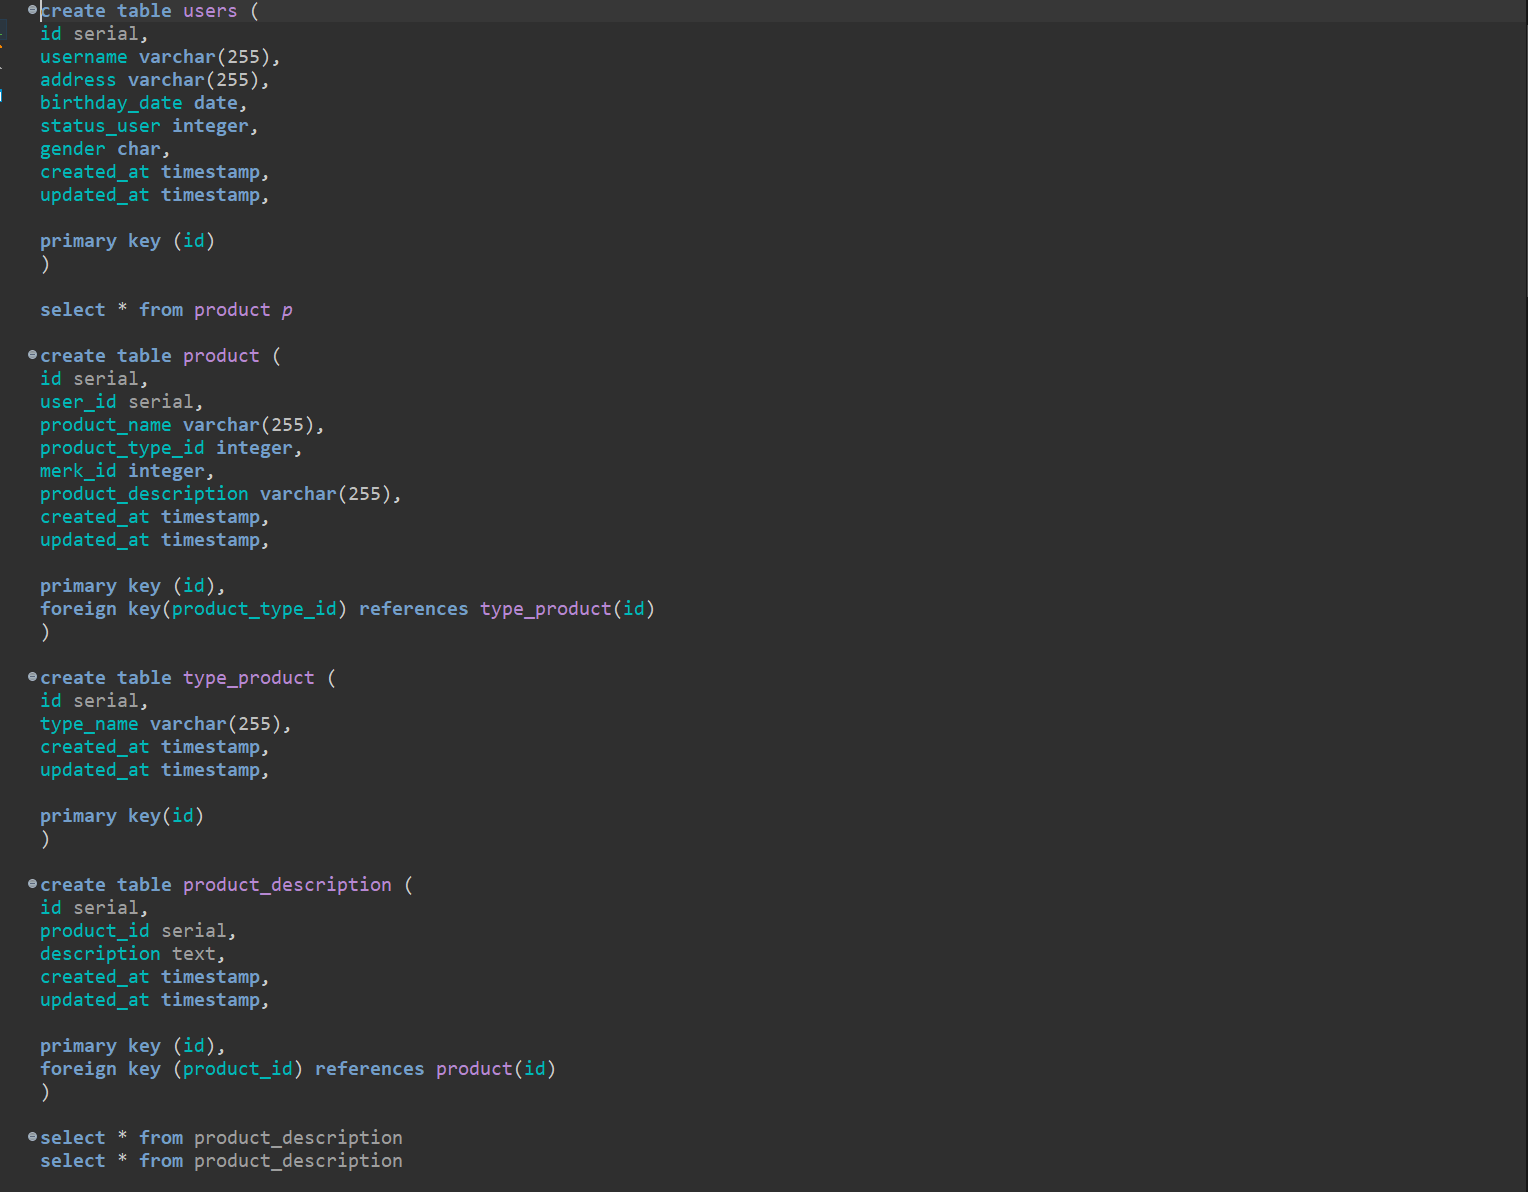 create table users (
id serial,
username varchar(255),
address varchar(255),
birthday_date date,
status_user integer,
gender char,
created_at timestamp,
updated_at timestamp,
primary key (id)
)
select * from product p
create table product (
id serial,
user_id serial,
product_name varchar(255),
product_type_id integer,
merk_id integer,
product_description varchar(255),
created_at timestamp,
updated_at timestamp,
primary key (id),
foreign key(product_type_id) references type_product(id)
)
create table type_product (
id serial,
type_name varchar(255),
created_at timestamp,
updated_at timestamp,
primary key(id)
)
create table product_description (
id serial,
product_id serial,
description text,
created_at timestamp,
updated_at timestamp,
primary key (id),
foreign key (product_id) references product(id)
)
select * from product_description
select * from product_description